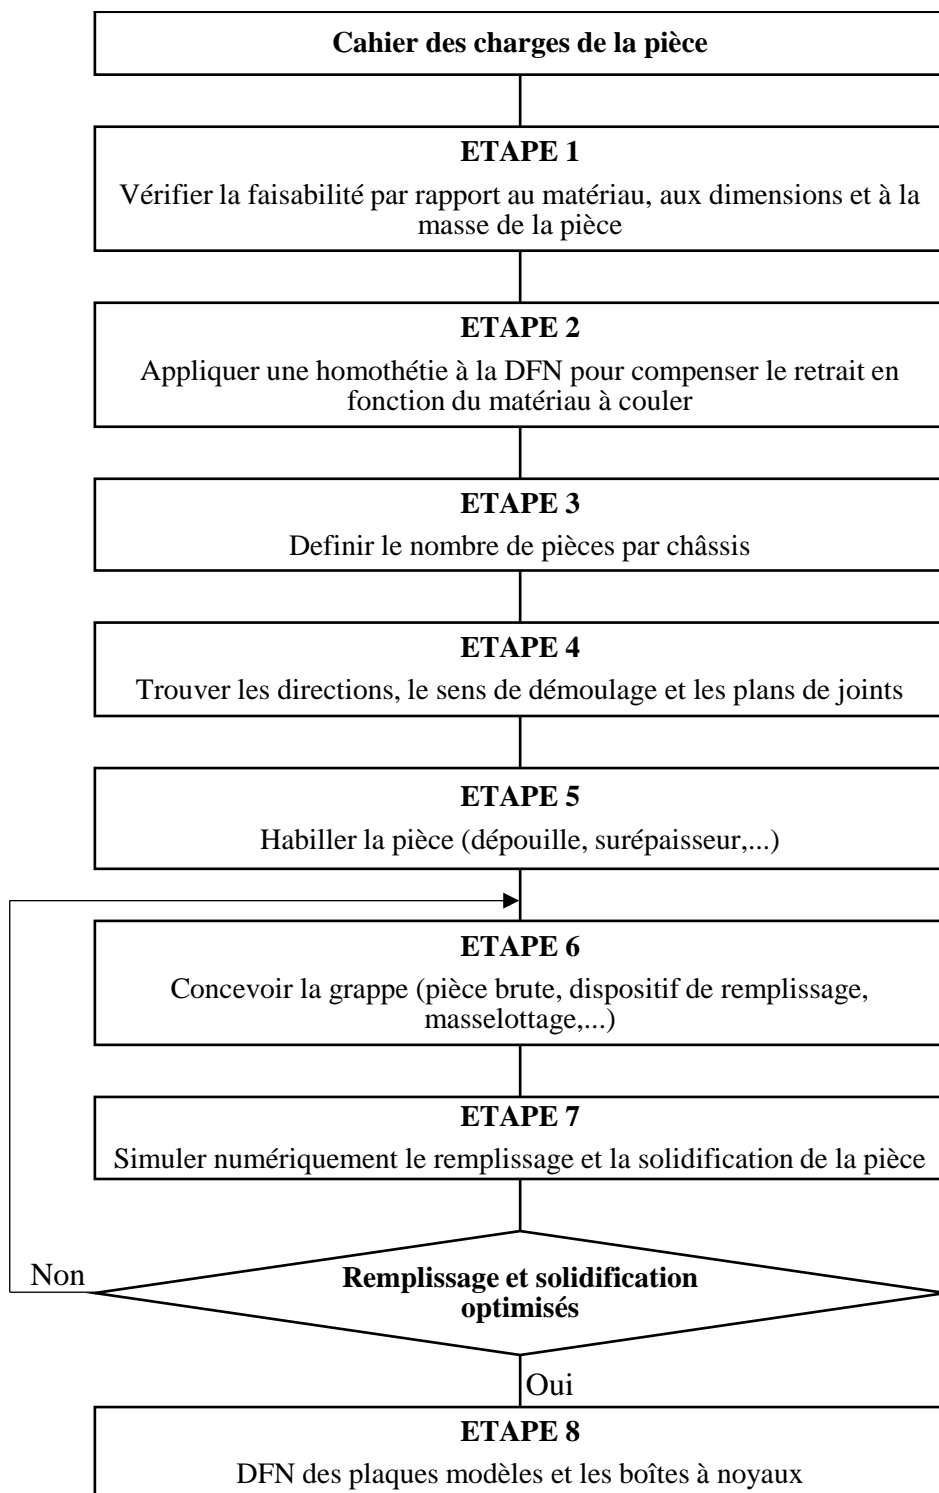 Cahier des charges de la pièce
ETAPE 1
Vérifier la faisabilité par rapport au matériau, aux dimensions et à la
masse de la pièce
ETAPE 2
Appliquer une homothétie à la DFN pour compenser le retrait en
fonction du matériau à couler
ETAPE 3
Definir le nombre de pièces par châssis
ETAPE 4
Trouver les directions, le sens de démoulage et les plans de joints
ETAPE 5
Habiller la pièce (dépouille, surépaisseur,...)
ETAPE 6
Concevoir la grappe (pièce brute, dispositif de remplissage,
masselottage,...)
ETAPE 7
Simuler numériquement le remplissage et la solidification de la pièce
Non
Remplissage et solidification
optimisés
Oui
ETAPE 8
DFN des plaques modèles et les boîtes à noyaux